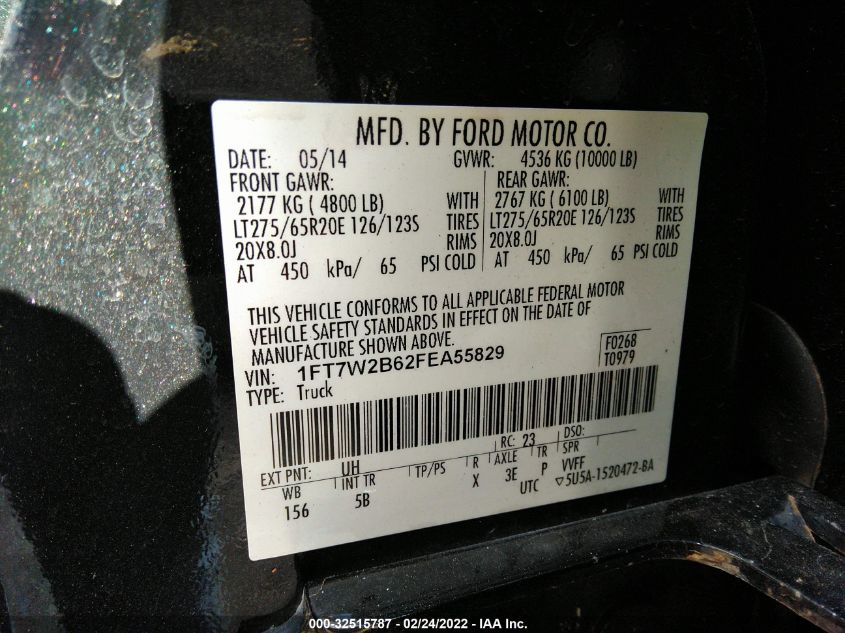 MFD. BY FORD MOTOR CO.
DATE: 05/14 GVWR: 4536 KG (10000 LB)
FRONT GAWR: REAR GAWR:
2177 KG ( 4800 LB) WITH 2767 KG ( 6100 LB) WITH
LT275/65R20E 126/123S TIRES LT275/65R20E 126/123S TIRES
20X8.0J RIMS 20X8.0J RIMS
AT 450 kPa/ 65 PSI COLD AT 450 kPa/ 65 PSI COLD
THIS VEHICLE CONFORMS TO ALL APPLICABLE FEDERAL MOTOR
VEHICLE SAFETY STANDARDS IN EFFECT ON THE DATE OF
MANUFACTURE SHOWN ABOVE.
VIN: 1FT7W2B62FEA55829 F0268
TYPE: Truck T0979
EXT PNT: UH RC: 23 DSO:
WB INT TR TP/PS R AXLE TR SPR
156 5B X 3E P VVFF
UTC ▽5U5A-1520472-BA
000-32515787 - 02/24/2022 - IAA Inc.